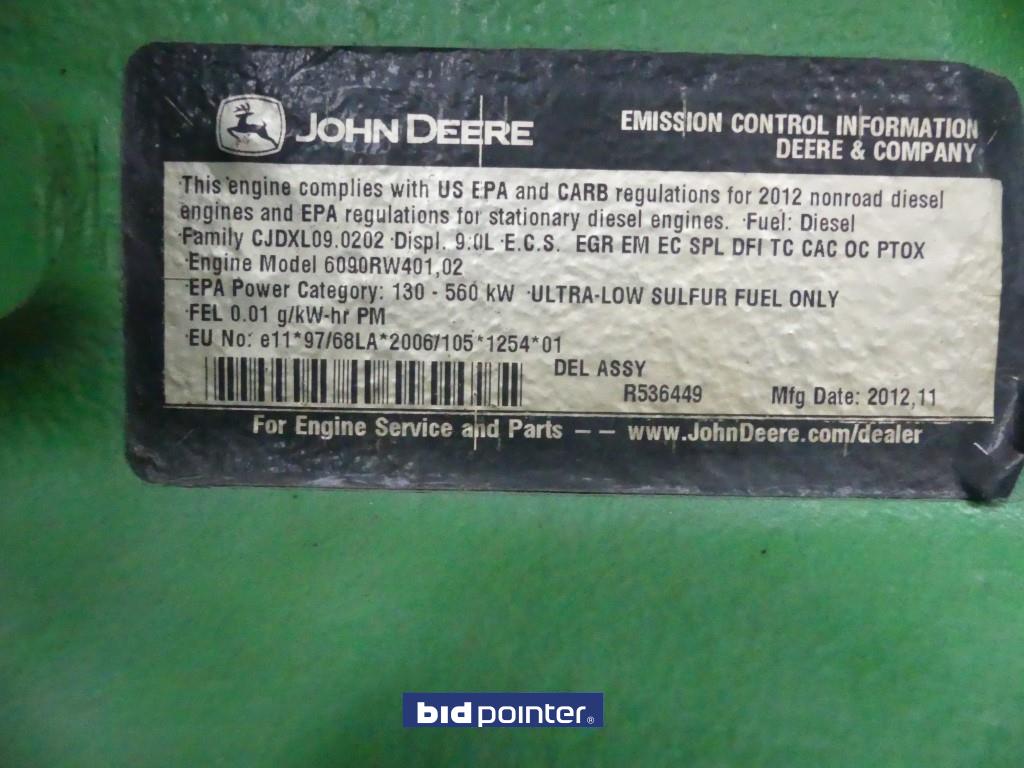 JOHN DEERE
EMISSION CONTROL INFORMATION
DEERE & COMPANY
This engine complies with US EPA and CARB regulations for 2012 nonroad diesel
engines and EPA regulations for stationary diesel engines. Fuel: Diesel
Family CJDXL09.0202 Displ. 9.0L E.C.S. EGR EM EC SPL DFI TC CAC OC PTOX
Engine Model 6090RW401,02
EPA Power Category: 130 - 560 kW ULTRA-LOW SULFUR FUEL ONLY
FEL 0.01 g/kW-hr PM
EU No: e11*97/68LA*2006/105*1254*01
DEL ASSY
R536449 Mfg Date: 2012,11
For Engine Service and Parts -- www.JohnDeere.com/dealer
bidpointer®